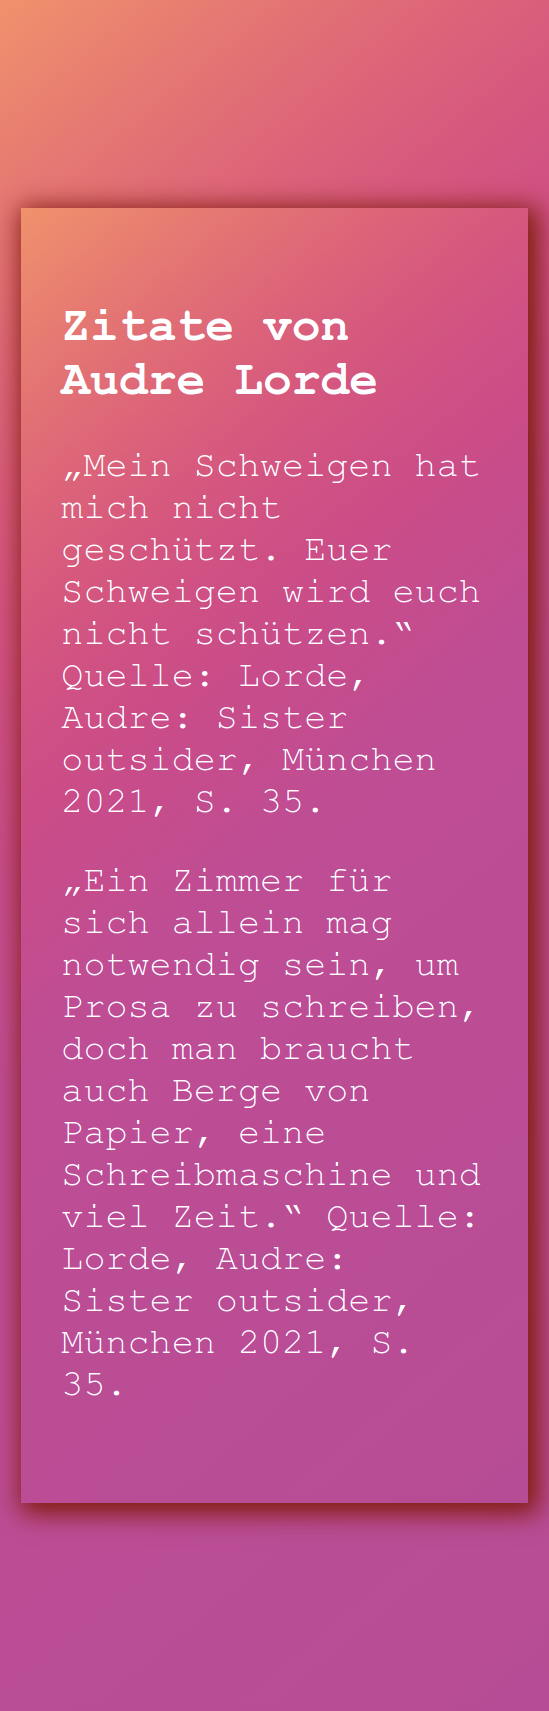 Zitate von
Audre Lorde
„Mein Schweigen hat
mich nicht
geschützt. Euer
Schweigen wird euch
nicht schützen.“
Quelle: Lorde,
Audre: Sister
outsider, München
2021, S. 35.
„Ein Zimmer für
sich allein mag
notwendig sein, um
Prosa zu schreiben,
doch man braucht
auch Berge von
Papier, eine
Schreibmaschine und
viel Zeit.“ Quelle:
Lorde, Audre:
Sister outsider,
München 2021, S.
35.